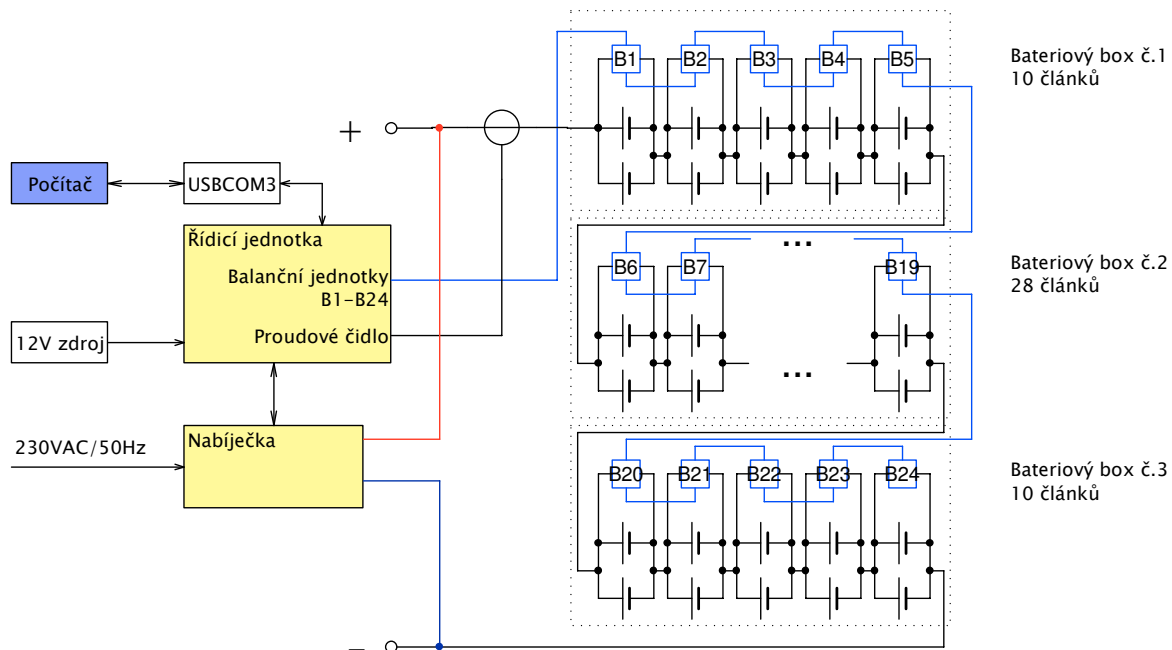 B1 B2 B3 B4 B5
Bateriový box č.1
10 článků
+
Počítač
USBCOM3
Řídicí jednotka
Balanční jednotky
B1-B24
Proudové čidlo
12V zdroj
B6 B7 ... B19
...
Bateriový box č.2
28 článků
Nabíječka
230VAC/50Hz
B20 B21 B22 B23 B24
Bateriový box č.3
10 článků
−